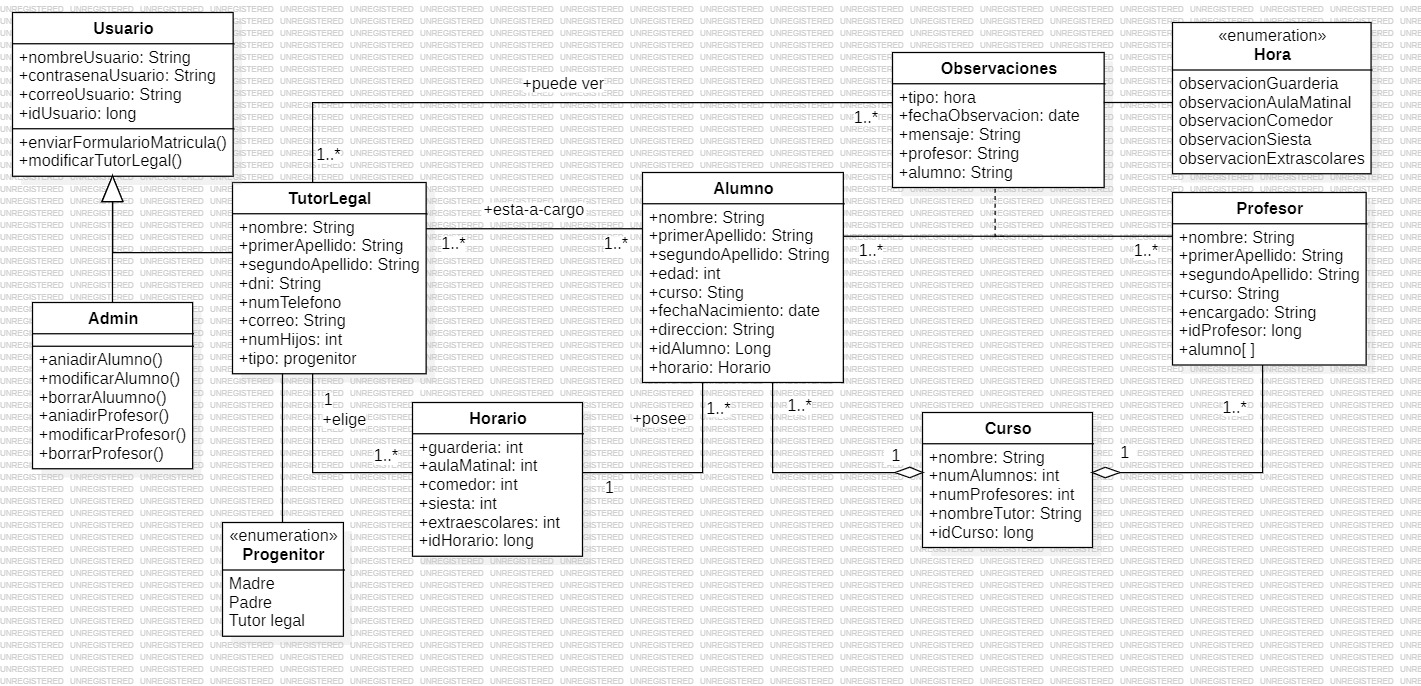 Usuario
+nombreUsuario: String
+contrasenaUsuario: String
+correoUsuario: String
+idUsuario: long
+enviarFormularioMatricula()
+modificarTutorLegal()
+puede ver
1..*
1..*
Observaciones
+tipo: hora
+fechaObservacion: date
+mensaje: String
+profesor: String
+alumno: String
«enumeration»
Hora
observacionGuarderia
observacionAulaMatinal
observacionComedor
observacionSiesta
observacionExtrascolares
TutorLegal
+nombre: String
+primerApellido: String
+segundoApellido: String
+dni: String
+numTelefono
+correo: String
+numHijos: int
+tipo: progenitor
+esta-a-cargo
1..*
1..*
Alumno
+nombre: String
+primerApellido: String
+segundoApellido: String
+edad: int
+curso: Sting
+fechaNacimiento: date
+direccion: String
+idAlumno: Long
+horario: Horario
1..*
1..*
Profesor
+nombre: String
+primerApellido: String
+segundoApellido: String
+curso: String
+encargado: String
+idProfesor: long
+alumno[ ]
Admin
+aniadirAlumno()
+modificarAlumno()
+borrarAluumno()
+aniadirProfesor()
+modificarProfesor()
+borrarProfesor()
1
+elige
1..*
Horario
+guarderia: int
+aulaMatinal: int
+comedor: int
+siesta: int
+extraescolares: int
+idHorario: long
+posee
1..*
1
1..*
1
Curso
+nombre: String
+numAlumnos: int
+numProfesores: int
+nombreTutor: String
+idCurso: long
1
1..*
«enumeration»
Progenitor
Madre
Padre
Tutor legal
UNREGISTERED